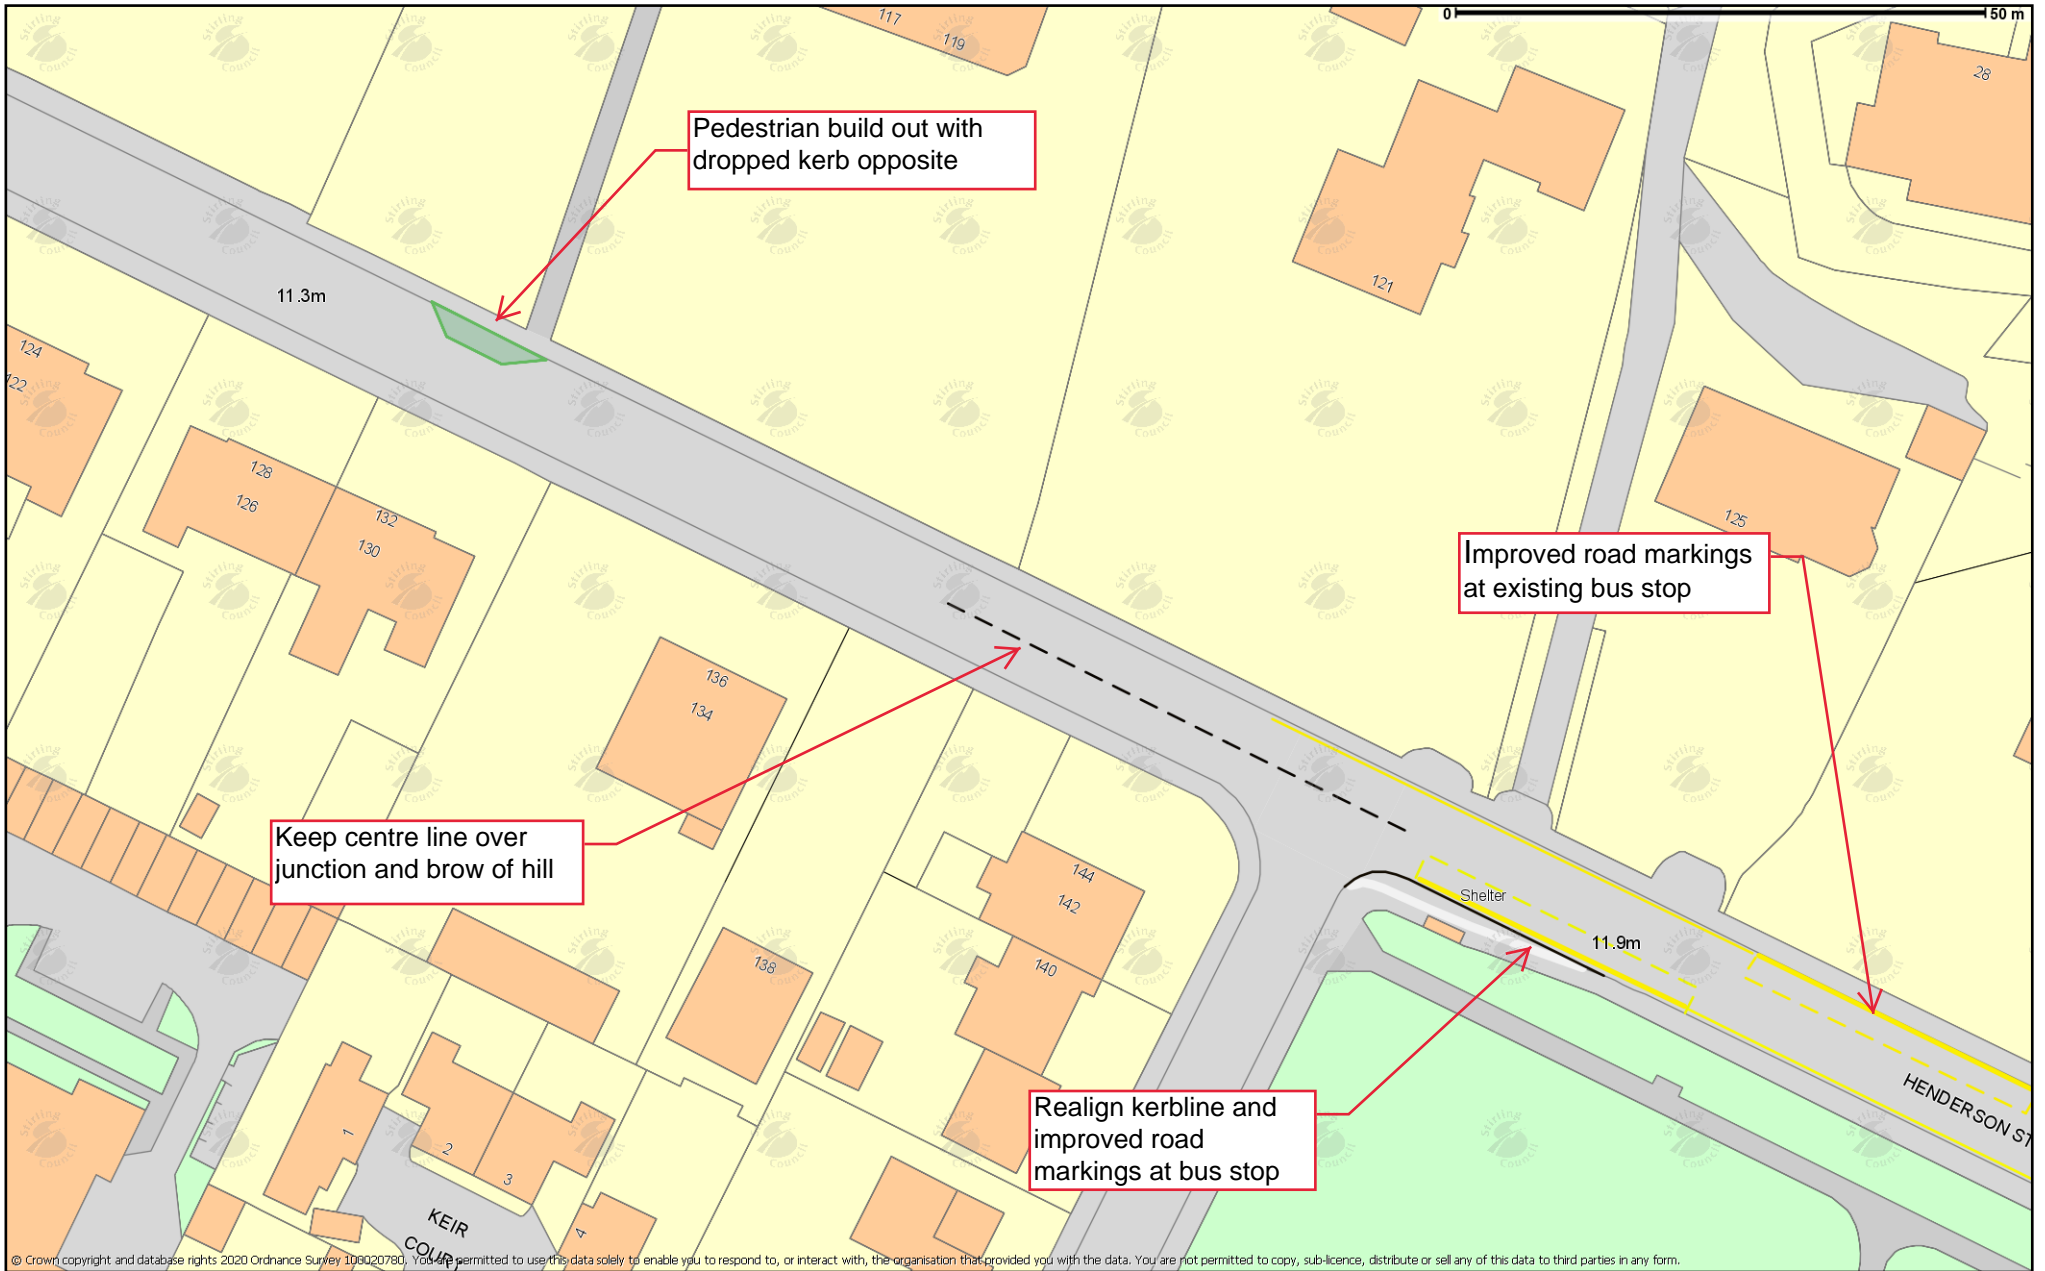 0
50 m
117
119
28
Pedestrian build out with
dropped kerb opposite
121
11.3m
124
122
128
126
132
130
125
Improved road markings
at existing bus stop
136
134
Keep centre line over
junction and brow of hill
144
142
Shelter
11.9m
138
140
Realign kerbline and
improved road
markings at bus stop
HENDERSON ST
1
2
3
4
KEIR
COURT
© Crown copyright and database rights 2020 Ordnance Survey 100020780. You are permitted to use this data solely to enable you to respond to, or interact with, the organisation that provided you with the data. You are not permitted to copy, sub-licence, distribute or sell any of this data to third parties in any form.
Stirling
Council